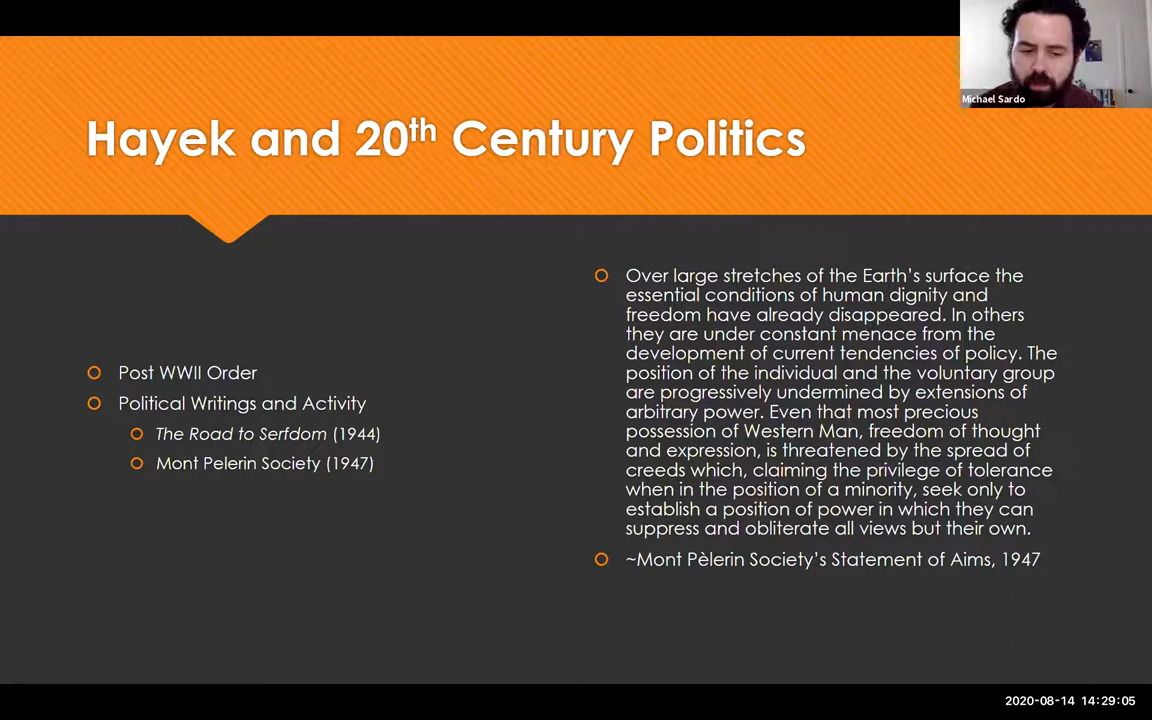 Michael Sardo
Hayek and 20th Century Politics
Post WWII Order
Political Writings and Activity
The Road to Serfdom (1944)
Mont Pelerin Society (1947)
Over large stretches of the Earth's surface the
essential conditions of human dignity and
freedom have already disappeared. In others
they are under constant menace from the
development of current tendencies of policy. The
position of the individual and the voluntary group
are progressively undermined by extensions of
arbitrary power. Even that most precious
possession of Western Man, freedom of thought
and expression, is threatened by the spread of
creeds which, claiming the privilege of tolerance
when in the position of a minority, seek only to
establish a position of power in which they can
suppress and obliterate all views but their own.
~Mont Pèlerin Society's Statement of Aims, 1947
2020-08-14 14:29:05